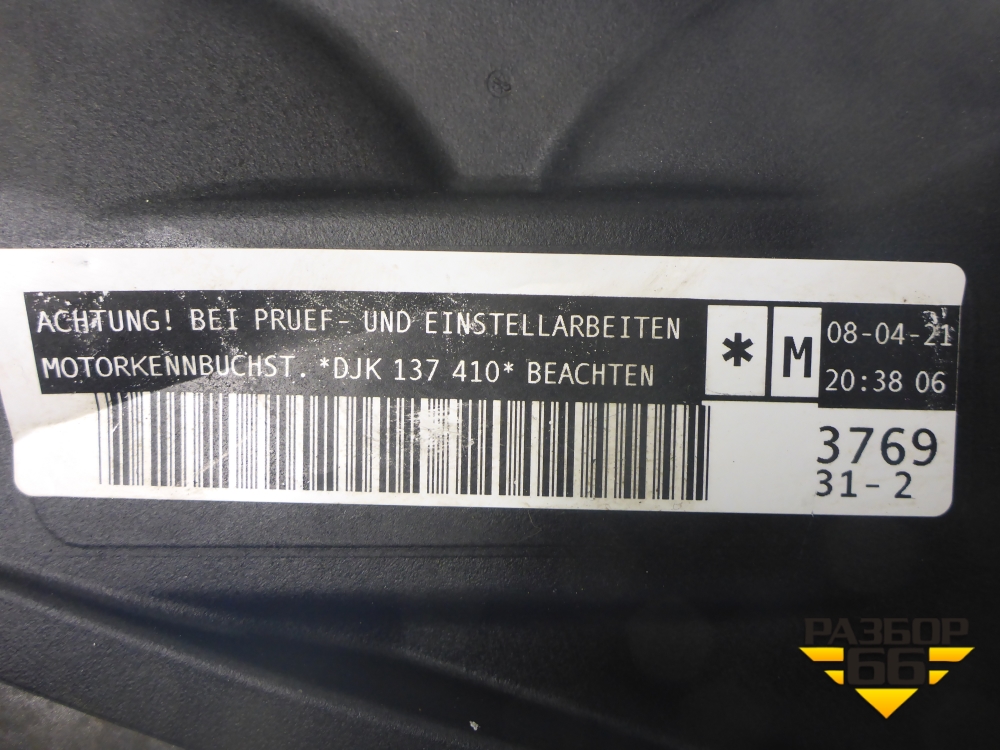 ACHTUNG! BEI PRUEF- UND EINSTELLARBEITEN
MOTORKENNBUCHST. *DJK 137 410* BEACHTEN
* M
08-04-21
20:38 06
3769
31-2
РАЗБОР
66